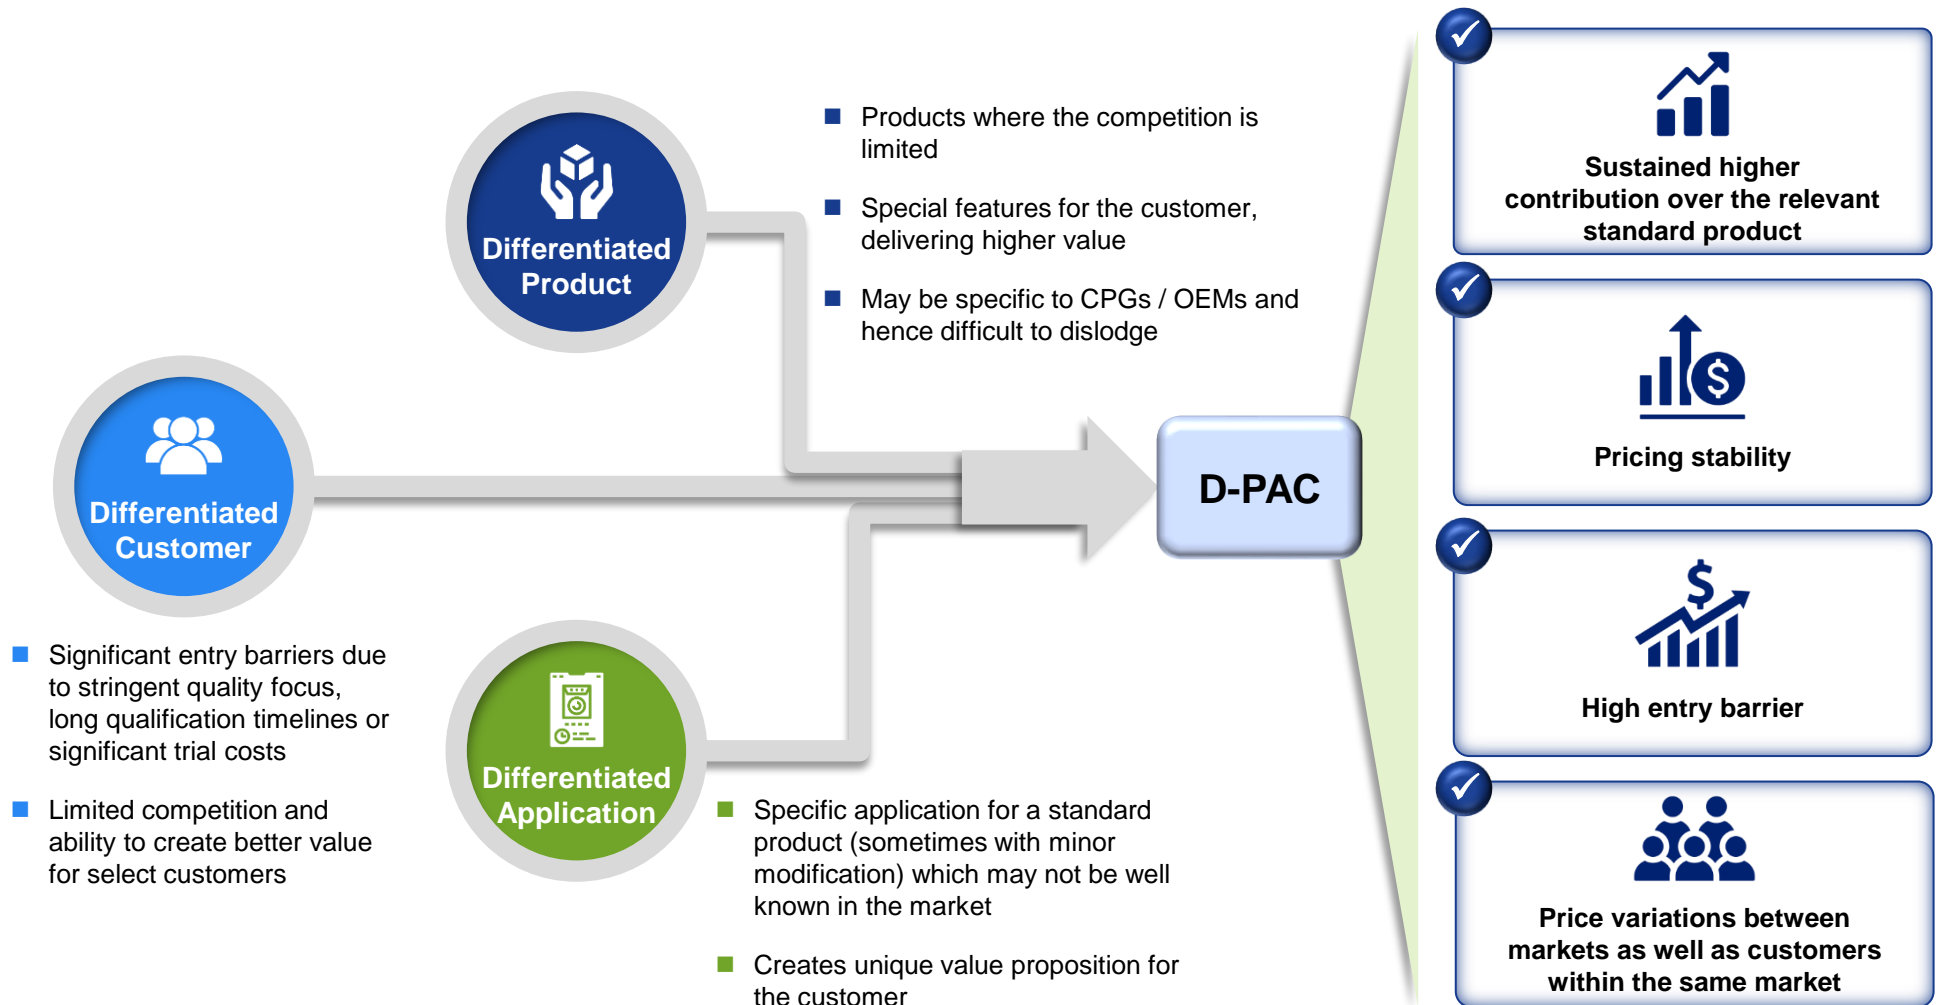 Differentiated
Product
Products where the competition is
limited
Special features for the customer,
delivering higher value
May be specific to CPGs / OEMs and
hence difficult to dislodge
Differentiated
Customer
Significant entry barriers due
to stringent quality focus,
long qualification timelines or
significant trial costs
Limited competition and
ability to create better value
for select customers
Differentiated
Application
Specific application for a standard
product (sometimes with minor
modification) which may not be well
known in the market
Creates unique value proposition for
the customer
D-PAC
Sustained higher
contribution over the relevant
standard product
$
Pricing stability
$
High entry barrier
Price variations between
markets as well as customers
within the same market